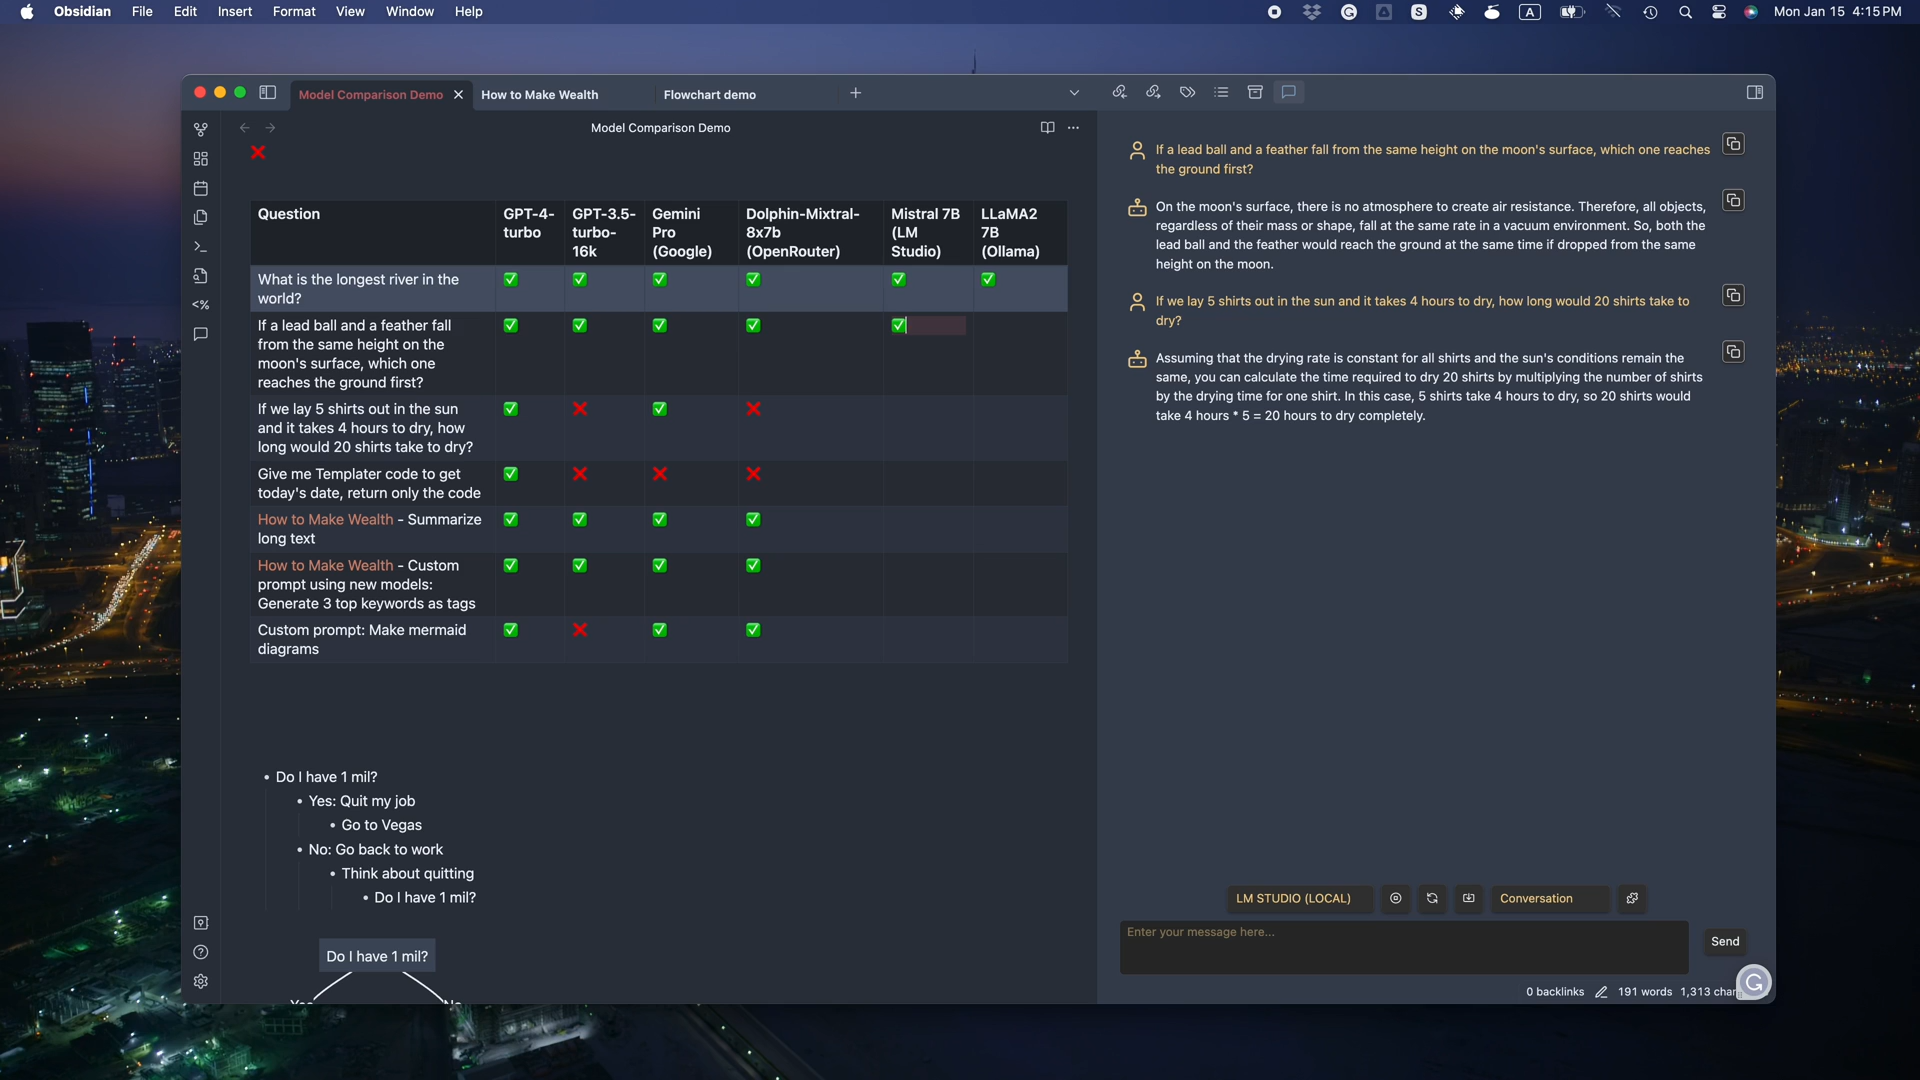 Obsidian File Edit Insert Format View Window Help
Mon Jan 15 4:15 PM
Model Comparison Demo
How to Make Wealth
Flowchart demo
Model Comparison Demo
❌
Question
GPT-4-
turbo
GPT-3.5-
turbo-
16k
Gemini
Pro
(Google)
Dolphin-Mixtral-
8x7b
(OpenRouter)
Mistral 7B
(LM
Studio)
LLaMA2
7B
(Ollama)
What is the longest river in the
world?
✅ ✅ ✅ ✅ ✅ ✅
If a lead ball and a feather fall
from the same height on the
moon's surface, which one
reaches the ground first?
✅ ✅ ✅ ✅ ✅
If we lay 5 shirts out in the sun
and it takes 4 hours to dry, how
long would 20 shirts take to dry?
✅ ❌ ✅ ❌
Give me Templater code to get
today's date, return only the code
✅ ❌ ❌ ❌
How to Make Wealth - Summarize
long text
✅ ✅ ✅ ✅
How to Make Wealth - Custom
prompt using new models:
Generate 3 top keywords as tags
✅ ✅ ✅ ✅
Custom prompt: Make mermaid
diagrams
✅ ❌ ✅ ✅
• Do I have 1 mil?
• Yes: Quit my job
• Go to Vegas
• No: Go back to work
• Think about quitting
• Do I have 1 mil?
Do I have 1 mil?
Yes
No
If a lead ball and a feather fall from the same height on the moon's surface, which one reaches
the ground first?
On the moon's surface, there is no atmosphere to create air resistance. Therefore, all objects,
regardless of their mass or shape, fall at the same rate in a vacuum environment. So, both the
lead ball and the feather would reach the ground at the same time if dropped from the same
height on the moon.
If we lay 5 shirts out in the sun and it takes 4 hours to dry, how long would 20 shirts take to
dry?
Assuming that the drying rate is constant for all shirts and the sun's conditions remain the
same, you can calculate the time required to dry 20 shirts by multiplying the number of shirts
by the drying time for one shirt. In this case, 5 shirts take 4 hours to dry, so 20 shirts would
take 4 hours * 5 = 20 hours to dry completely.
LM STUDIO (LOCAL)
Conversation
Enter your message here...
Send
0 backlinks 191 words 1,313 char